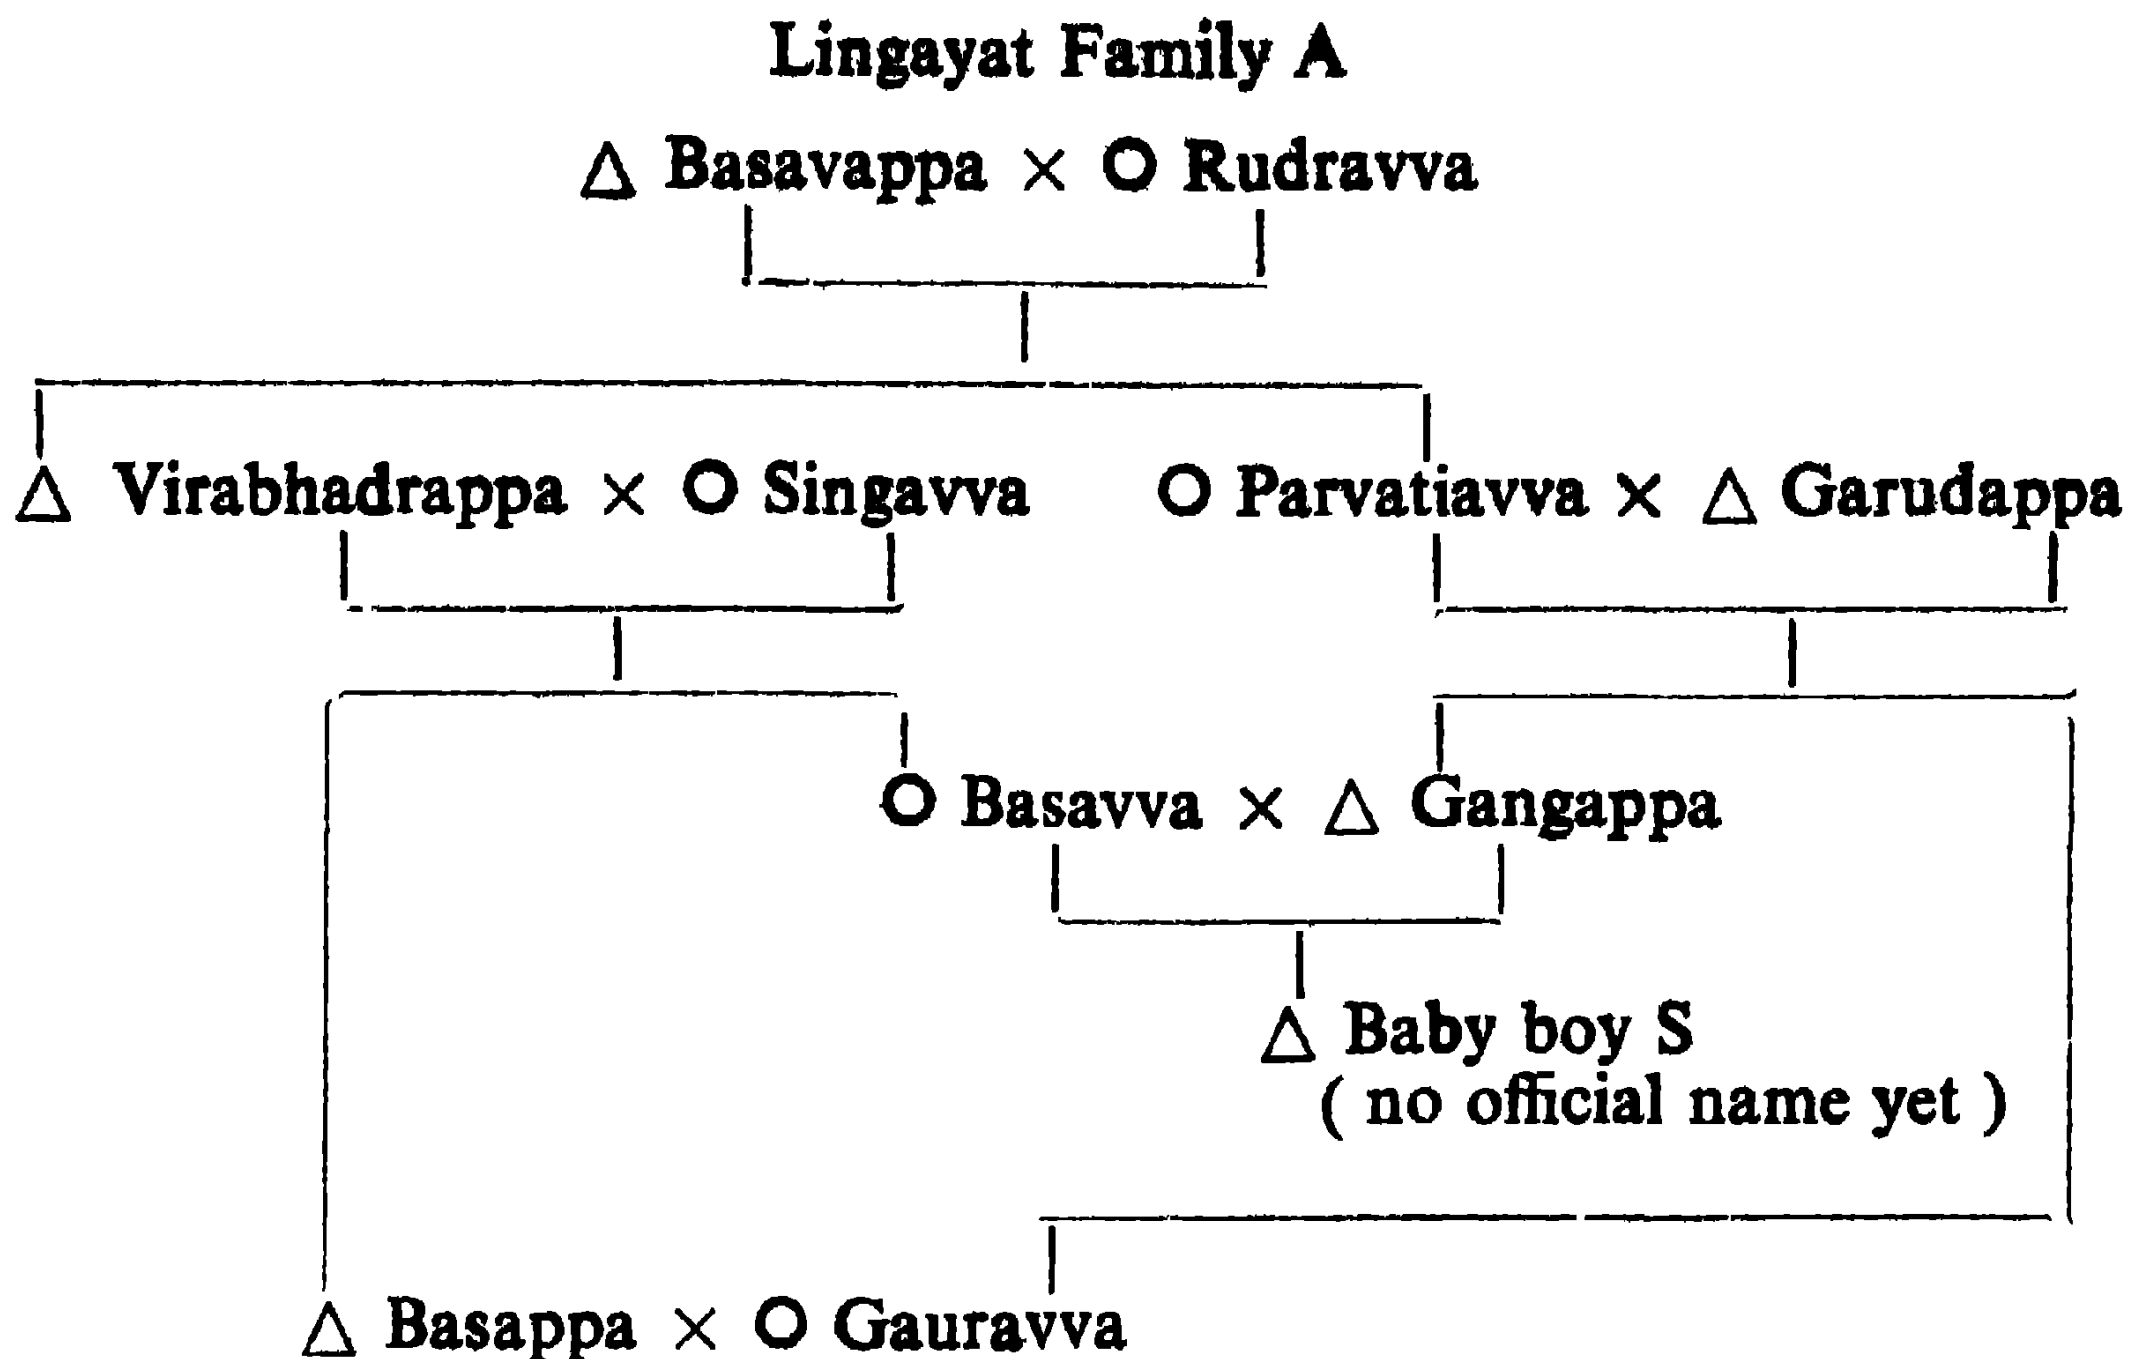 Lingayat Family A
△ Basavappa × O Rudravva
△ Virabhadrappa × O Singavva O Parvatiavva × △ Garudappa
O Basavva × △ Gangappa
△ Baby boy S
( no official name yet )
△ Basappa × O Gauravva